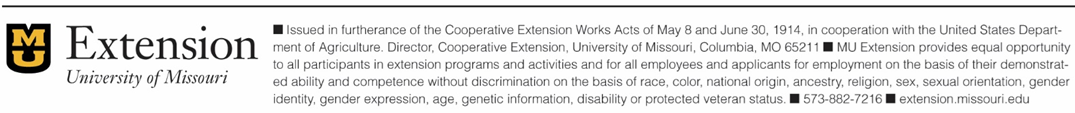 MU
Extension
University of Missouri
■ Issued in furtherance of the Cooperative Extension Works Acts of May 8 and June 30, 1914, in cooperation with the United States Depart-
ment of Agriculture. Director, Cooperative Extension, University of Missouri, Columbia, MO 65211 ■ MU Extension provides equal opportunity
to all participants in extension programs and activities and for all employees and applicants for employment on the basis of their demonstrat-
ed ability and competence without discrimination on the basis of race, color, national origin, ancestry, religion, sex, sexual orientation, gender
identity, gender expression, age, genetic information, disability or protected veteran status. ■ 573-882-7216 ■ extension.missouri.edu